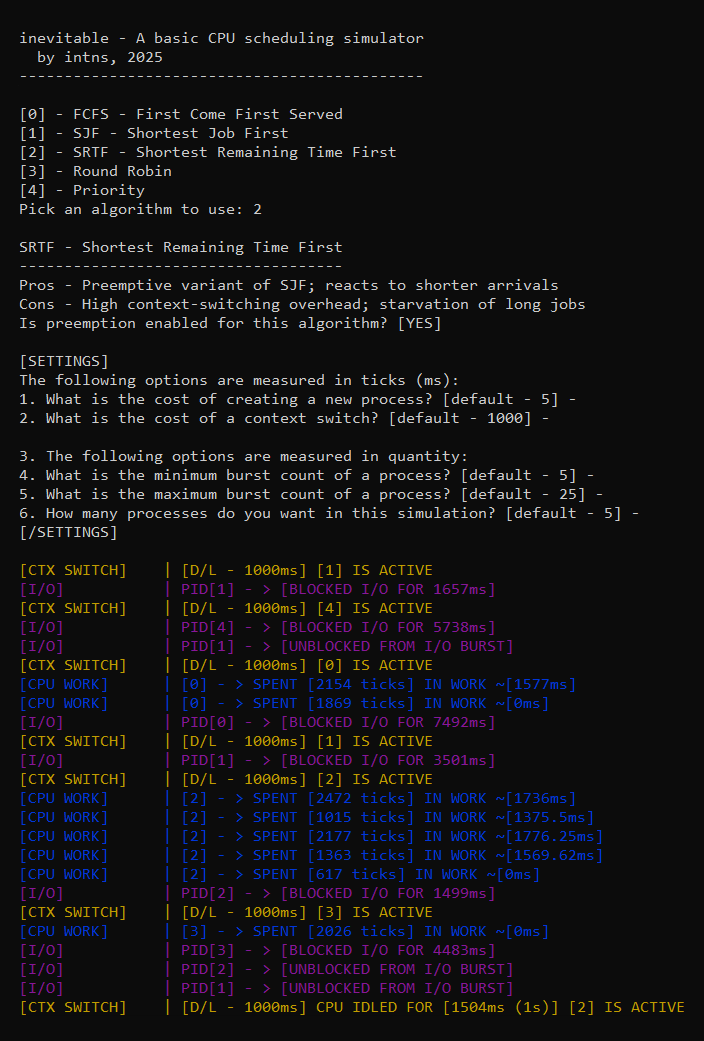 inevitable - A basic CPU scheduling simulator
  by intns, 2025
---------------------------------------------
[0] - FCFS - First Come First Served
[1] - SJF - Shortest Job First
[2] - SRTF - Shortest Remaining Time First
[3] - Round Robin
[4] - Priority
Pick an algorithm to use: 2
SRTF - Shortest Remaining Time First
------------------------------------
Pros - Preemptive variant of SJF; reacts to shorter arrivals
Cons - High context-switching overhead; starvation of long jobs
Is preemption enabled for this algorithm? [YES]
[SETTINGS]
The following options are measured in ticks (ms):
1. What is the cost of creating a new process? [default - 5] -
2. What is the cost of a context switch? [default - 1000] -
3. The following options are measured in quantity:
4. What is the minimum burst count of a process? [default - 5] -
5. What is the maximum burst count of a process? [default - 25] -
6. How many processes do you want in this simulation? [default - 5] -
[/SETTINGS]
[CTX SWITCH]    | [D/L - 1000ms] [1] IS ACTIVE
[I/O]           | PID[1] - > [BLOCKED I/O FOR 1657ms]
[CTX SWITCH]    | [D/L - 1000ms] [4] IS ACTIVE
[I/O]           | PID[4] - > [BLOCKED I/O FOR 5738ms]
[I/O]           | PID[1] - > [UNBLOCKED FROM I/O BURST]
[CTX SWITCH]    | [D/L - 1000ms] [0] IS ACTIVE
[CPU WORK]      | [0] - > SPENT [2154 ticks] IN WORK ~[1577ms]
[CPU WORK]      | [0] - > SPENT [1869 ticks] IN WORK ~[0ms]
[I/O]           | PID[0] - > [BLOCKED I/O FOR 7492ms]
[CTX SWITCH]    | [D/L - 1000ms] [1] IS ACTIVE
[I/O]           | PID[1] - > [BLOCKED I/O FOR 3501ms]
[CTX SWITCH]    | [D/L - 1000ms] [2] IS ACTIVE
[CPU WORK]      | [2] - > SPENT [2472 ticks] IN WORK ~[1736ms]
[CPU WORK]      | [2] - > SPENT [1015 ticks] IN WORK ~[1375.5ms]
[CPU WORK]      | [2] - > SPENT [2177 ticks] IN WORK ~[1776.25ms]
[CPU WORK]      | [2] - > SPENT [1363 ticks] IN WORK ~[1569.62ms]
[CPU WORK]      | [2] - > SPENT [617 ticks] IN WORK ~[0ms]
[I/O]           | PID[2] - > [BLOCKED I/O FOR 1499ms]
[CTX SWITCH]    | [D/L - 1000ms] [3] IS ACTIVE
[CPU WORK]      | [3] - > SPENT [2026 ticks] IN WORK ~[0ms]
[I/O]           | PID[3] - > [BLOCKED I/O FOR 4483ms]
[I/O]           | PID[2] - > [UNBLOCKED FROM I/O BURST]
[I/O]           | PID[1] - > [UNBLOCKED FROM I/O BURST]
[CTX SWITCH]    | [D/L - 1000ms] CPU IDLED FOR [1504ms (1s)] [2] IS ACTIVE